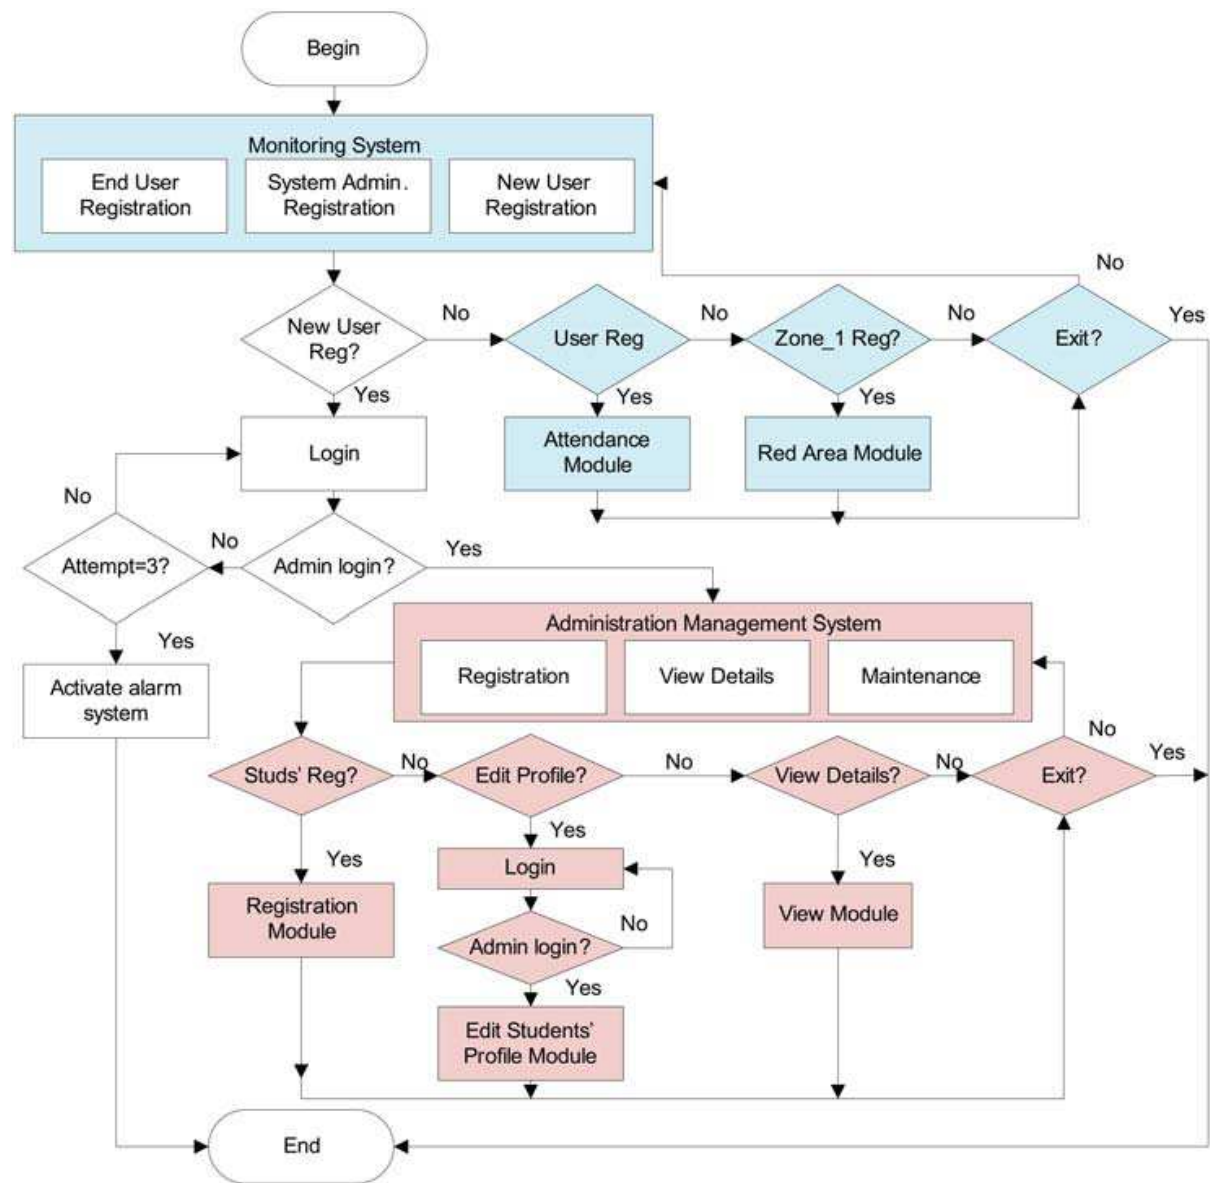 Begin
Monitoring System
End User
Registration
System Admin.
Registration
New User
Registration
No
New User
Reg?
No
User Reg
No
Zone_1 Reg?
No
Exit?
Yes
Yes
Yes
Yes
Login
Attendance
Module
Red Area Module
No
Attempt=3?
No
Admin login?
Yes
Administration Management System
Registration
View Details
Maintenance
Yes
Activate alarm
system
No
Studs' Reg?
No
Edit Profile?
No
View Details?
No
Exit?
Yes
Yes
Yes
Yes
Login
Registration
Module
View Module
No
Admin login?
Yes
Edit Students'
Profile Module
End